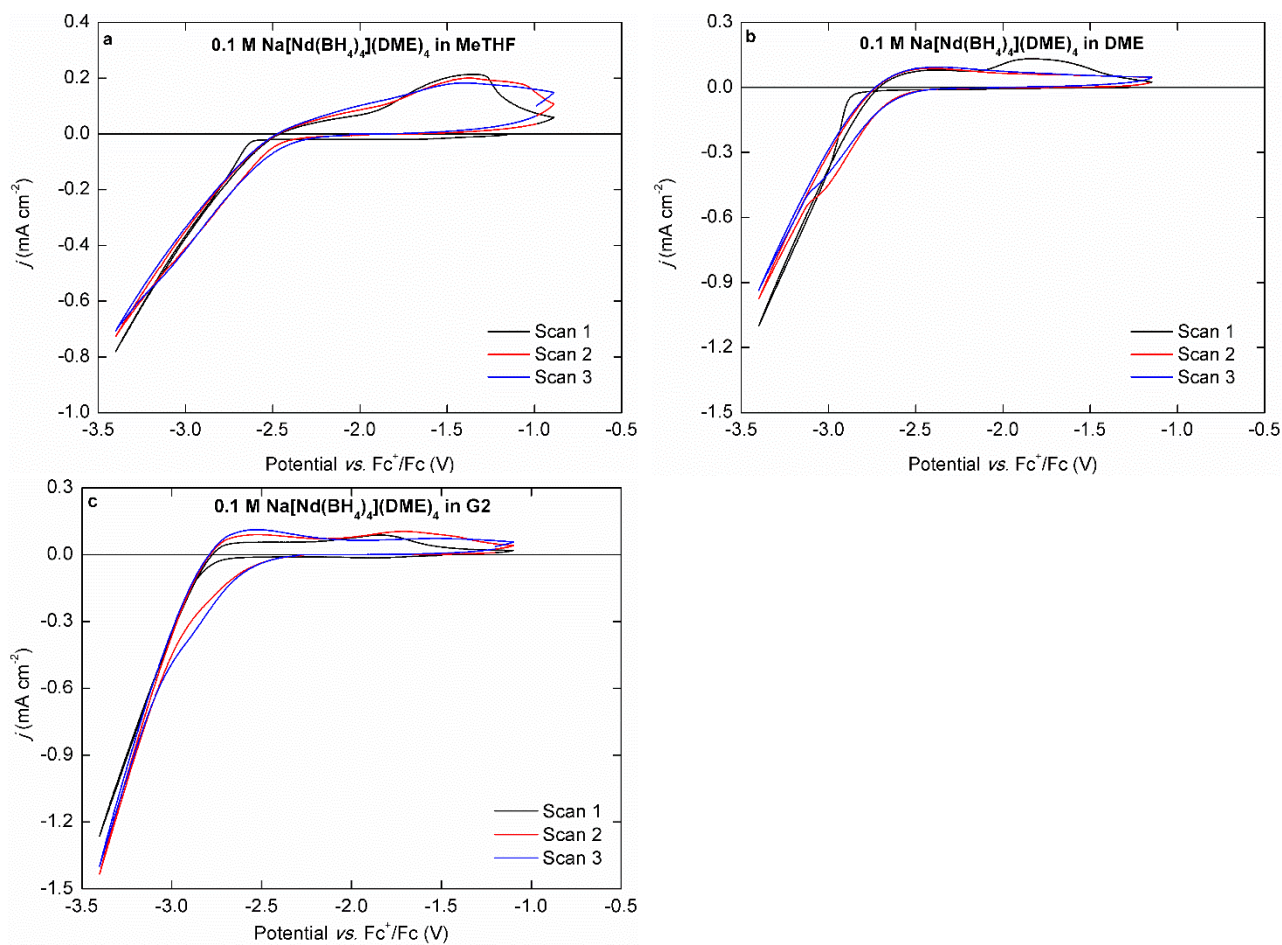 a
0.1 M Na[Nd(BH₄)₄](DME)₄ in MeTHF
0.4
0.2
0.0
-0.2
-0.4
-0.6
-0.8
-1.0
j (mA cm⁻²)
Scan 1
Scan 2
Scan 3
-3.5 -3.0 -2.5 -2.0 -1.5 -1.0 -0.5
Potential vs. Fc⁺/Fc (V)
b
0.1 M Na[Nd(BH₄)₄](DME)₄ in DME
0.3
0.0
-0.3
-0.6
-0.9
-1.2
-1.5
j (mA cm⁻²)
Scan 1
Scan 2
Scan 3
-3.5 -3.0 -2.5 -2.0 -1.5 -1.0 -0.5
Potential vs. Fc⁺/Fc (V)
c
0.1 M Na[Nd(BH₄)₄](DME)₄ in G2
0.3
0.0
-0.3
-0.6
-0.9
-1.2
-1.5
j (mA cm⁻²)
Scan 1
Scan 2
Scan 3
-3.5 -3.0 -2.5 -2.0 -1.5 -1.0 -0.5
Potential vs. Fc⁺/Fc (V)